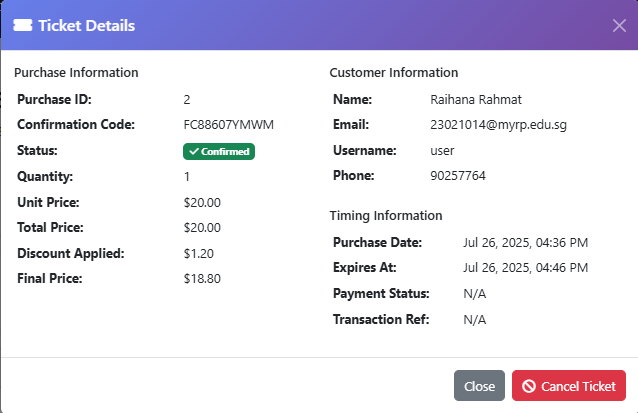 Ticket Details
Purchase Information
Purchase ID: 2
Confirmation Code: FC88607YMWM
Status: Confirmed
Quantity: 1
Unit Price: $20.00
Total Price: $20.00
Discount Applied: $1.20
Final Price: $18.80
Customer Information
Name: Raihana Rahmat
Email: 23021014@myrp.edu.sg
Username: user
Phone: 90257764
Timing Information
Purchase Date: Jul 26, 2025, 04:36 PM
Expires At: Jul 26, 2025, 04:46 PM
Payment Status: N/A
Transaction Ref: N/A
Close
Cancel Ticket